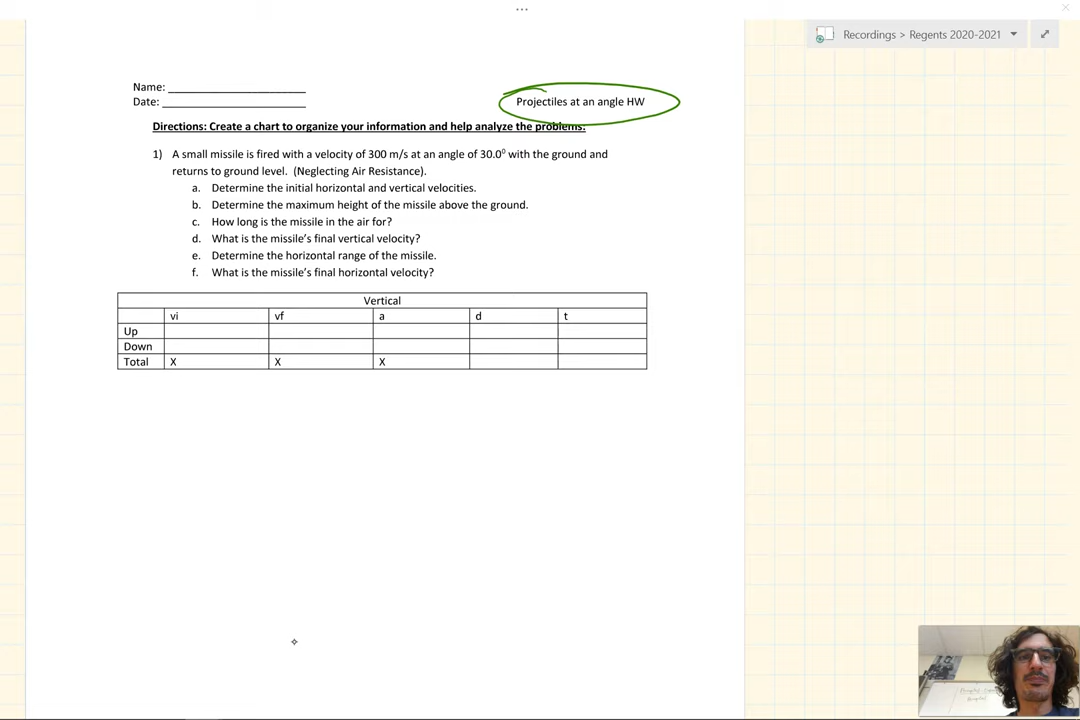 Recordings > Regents 2020-2021
Name: ______________________
Date: ______________________
Projectiles at an angle HW
Directions: Create a chart to organize your information and help analyze the problems:
1) A small missile is fired with a velocity of 300 m/s at an angle of 30.0⁰ with the ground and
returns to ground level. (Neglecting Air Resistance).
a. Determine the initial horizontal and vertical velocities.
b. Determine the maximum height of the missile above the ground.
c. How long is the missile in the air for?
d. What is the missile's final vertical velocity?
e. Determine the horizontal range of the missile.
f. What is the missile's final horizontal velocity?
Vertical
vi vf a d t
Up
Down
Total X X X